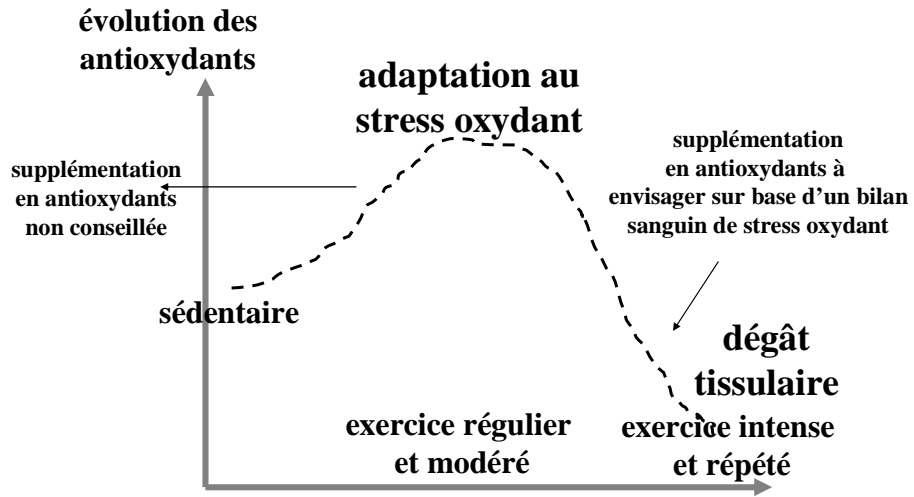 évolution des
antioxydants
adaptation au
stress oxydant
supplémentation
en antioxydants
non conseillée
supplémentation
en antioxydants à
envisager sur base d’un bilan
sanguin de stress oxydant
sédentaire
dégât
tissulaire
exercice régulier
et modéré
exercice intense
et répété